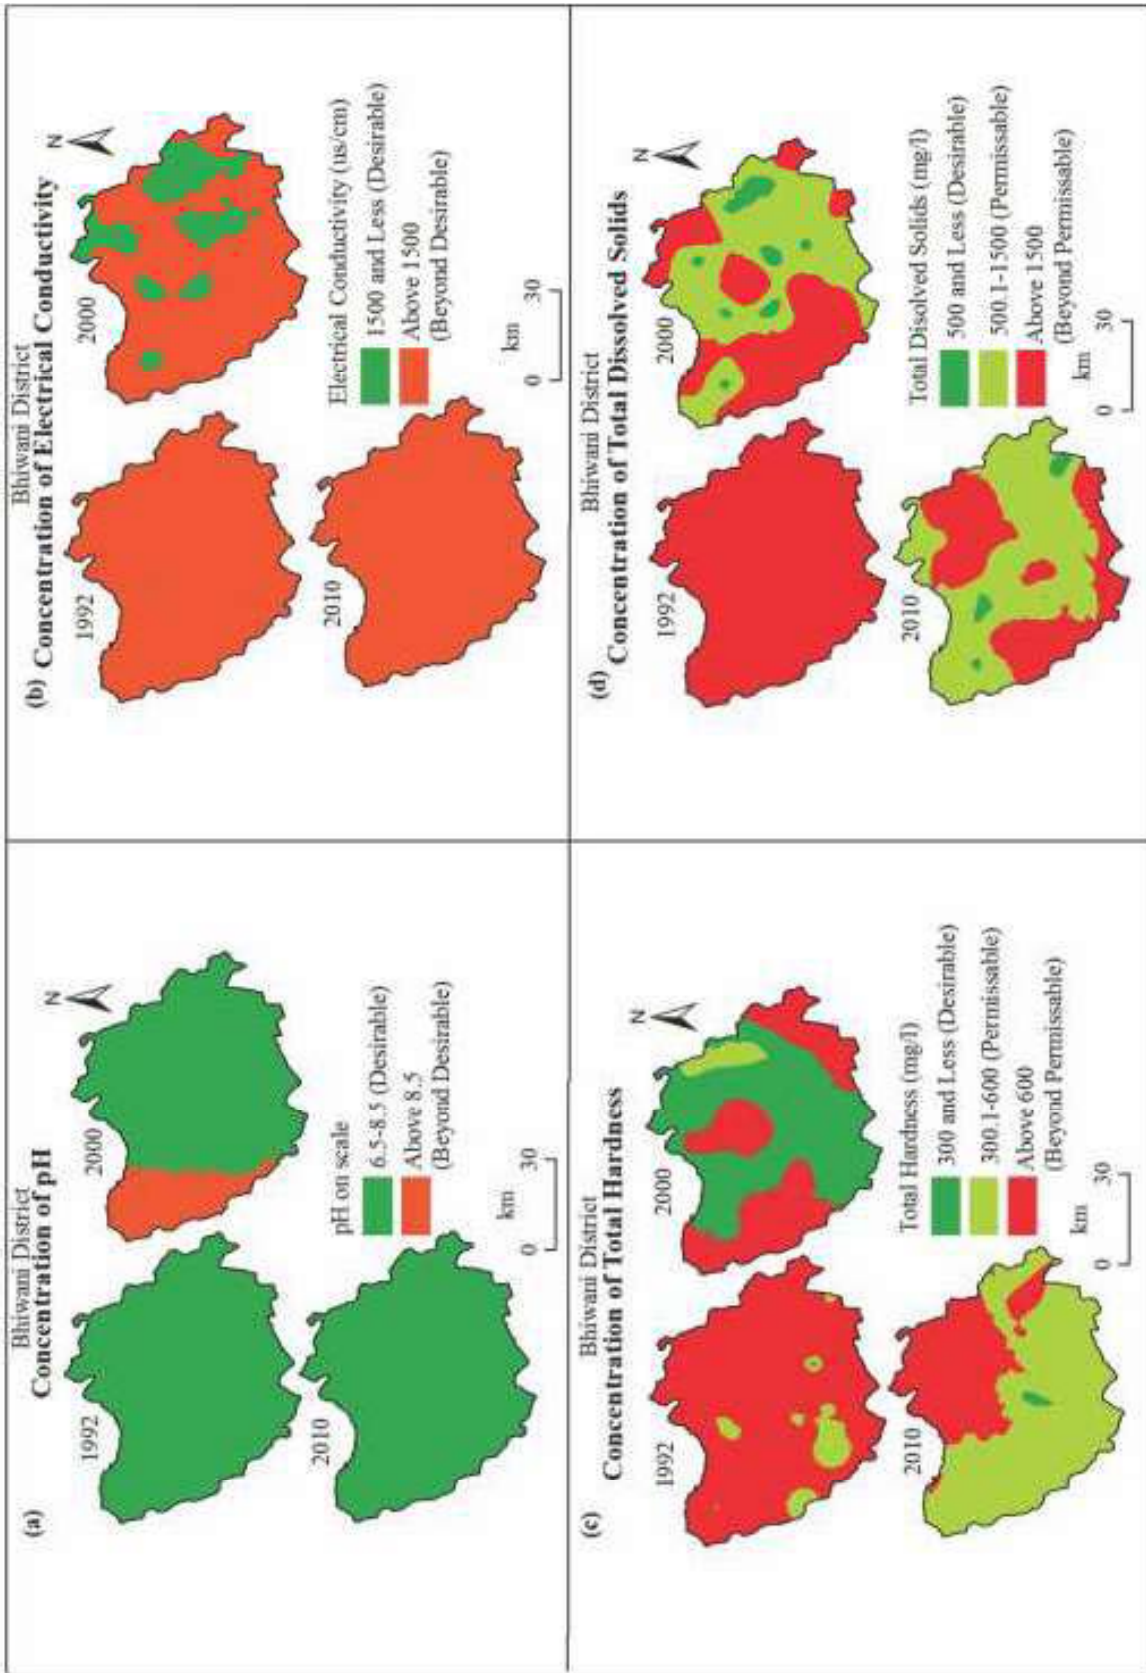 (a)
Bhiwani District
Concentration of pH
1992
2000
N
2010
pH on scale
6.5-8.5 (Desirable)
Above 8.5
(Beyond Desirable)
km
0 30
(b)
Bhiwani District
Concentration of Electrical Conductivity
1992
2000
N
2010
Electrical Conductivity (us/cm)
1500 and Less (Desirable)
Above 1500
(Beyond Desirable)
km
0 30
(c)
Bhiwani District
Concentration of Total Hardness
1992
2000
N
2010
Total Hardness (mg/l)
300 and Less (Desirable)
300.1-600 (Permissable)
Above 600
(Beyond Permissable)
km
0 30
(d)
Bhiwani District
Concentration of Total Dissolved Solids
1992
2000
N
2010
Total Disolved Solids (mg/l)
500 and Less (Desirable)
500.1-1500 (Permissable)
Above 1500
(Beyond Permissable)
km
0 30